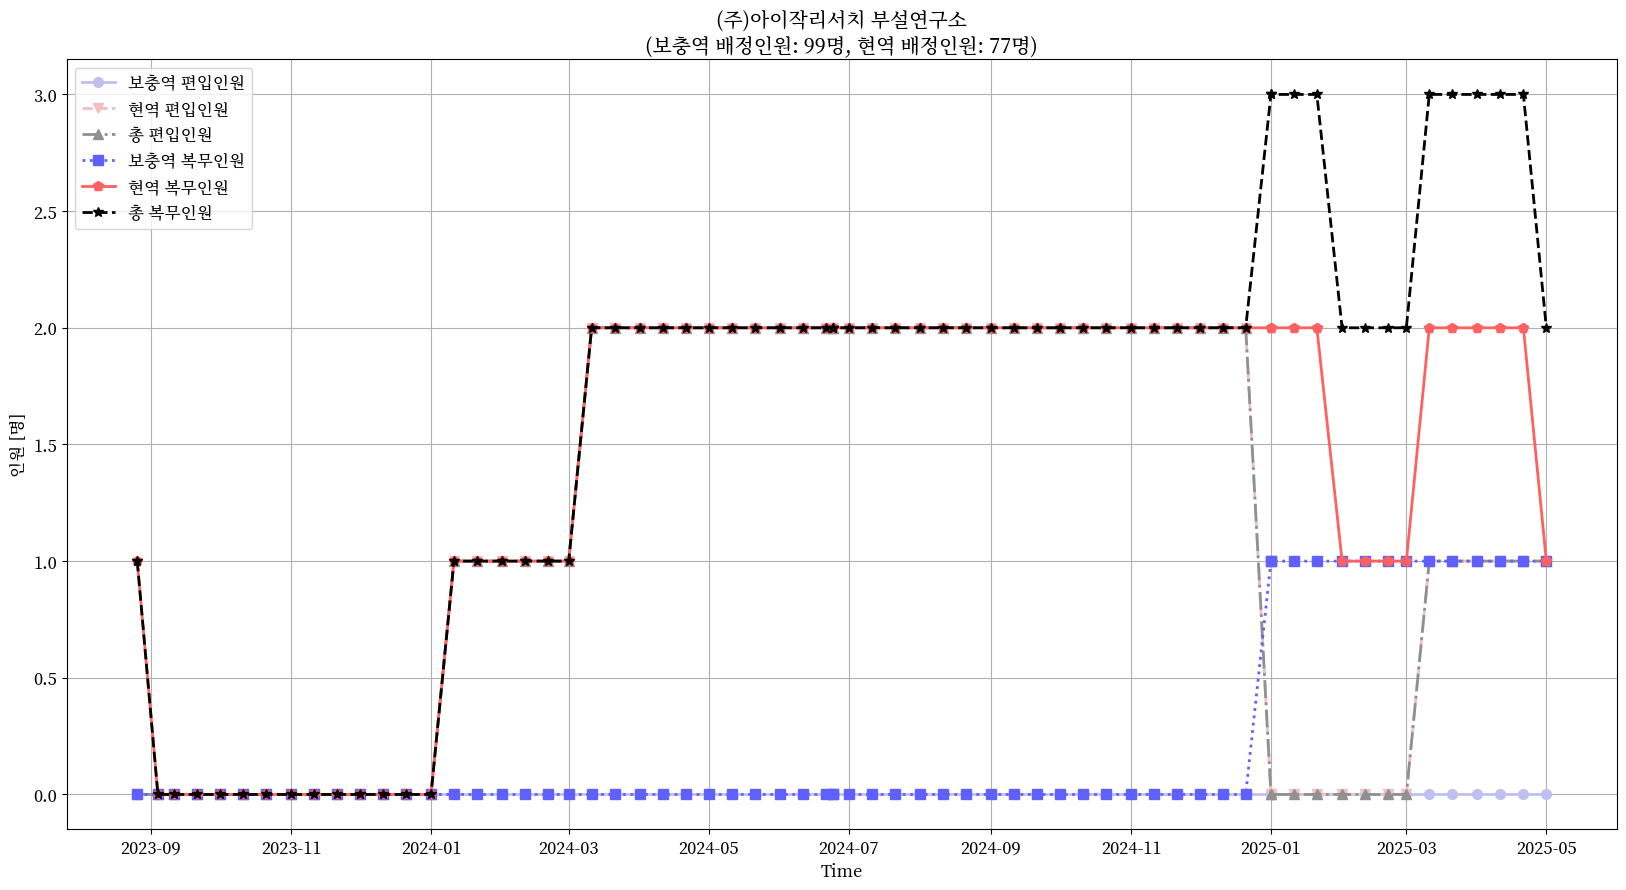 (주)아이작리서치 부설연구소
(보충역 배정인원: 99명, 현역 배정인원: 77명)
보충역 편입인원
현역 편입인원
총 편입인원
보충역 복무인원
현역 복무인원
총 복무인원
3.0
2.5
2.0
1.5
1.0
0.5
0.0
인원 [명]
2023-09 2023-11 2024-01 2024-03 2024-05 2024-07 2024-09 2024-11 2025-01 2025-03 2025-05
Time